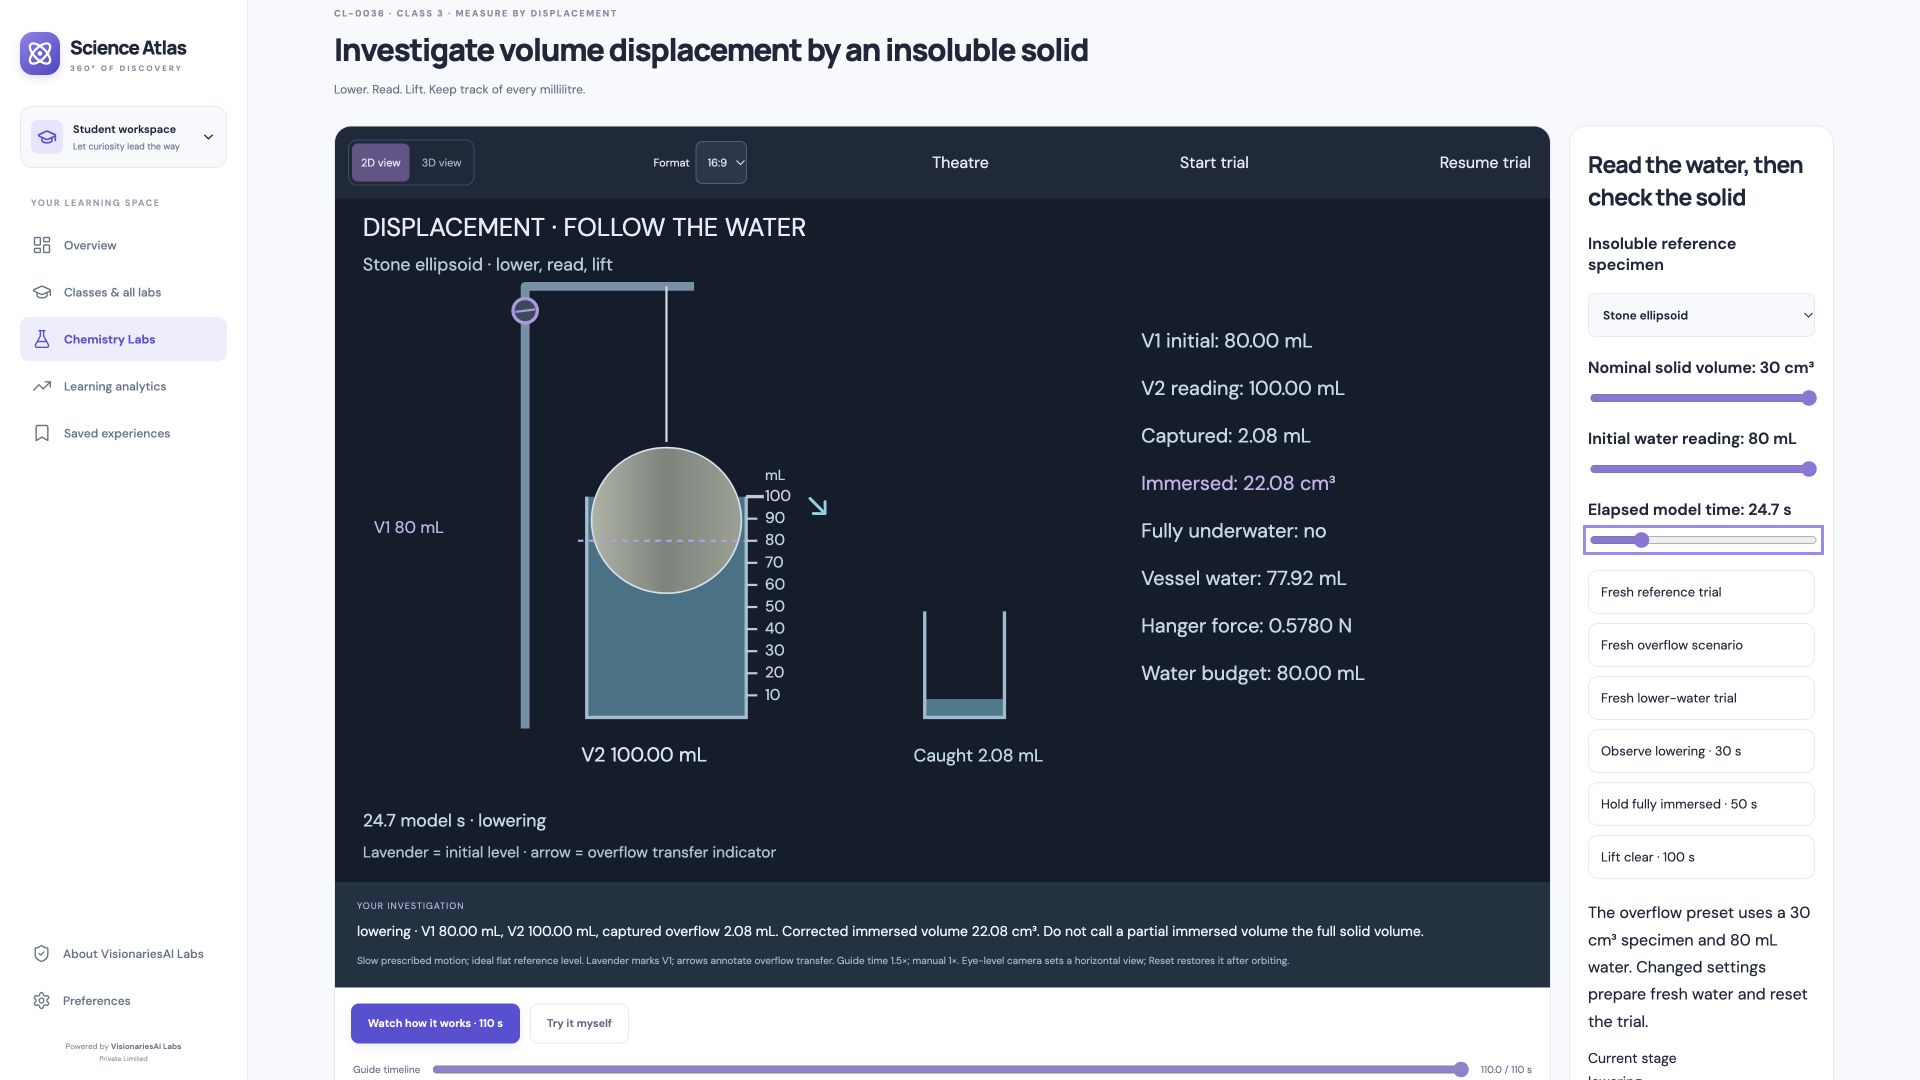 Science Atlas
360° OF DISCOVERY
Student workspace
Let curiosity lead the way
YOUR LEARNING SPACE
Overview
Classes & all labs
Chemistry Labs
Learning analytics
Saved experiences
About VisionariesAI Labs
Preferences
Powered by VisionariesAI Labs
Private Limited
CL-0036 · CLASS 3 · MEASURE BY DISPLACEMENT
Investigate volume displacement by an insoluble solid
Lower. Read. Lift. Keep track of every millilitre.
2D view
3D view
Format
16:9
Theatre
Start trial
Resume trial
DISPLACEMENT · FOLLOW THE WATER
Stone ellipsoid · lower, read, lift
V1 80 mL
mL
100
90
80
70
60
50
40
30
20
10
V2 100.00 mL
Caught 2.08 mL
V1 initial: 80.00 mL
V2 reading: 100.00 mL
Captured: 2.08 mL
Immersed: 22.08 cm³
Fully underwater: no
Vessel water: 77.92 mL
Hanger force: 0.5780 N
Water budget: 80.00 mL
24.7 model s · lowering
Lavender = initial level · arrow = overflow transfer indicator
YOUR INVESTIGATION
lowering · V1 80.00 mL, V2 100.00 mL, captured overflow 2.08 mL. Corrected immersed volume 22.08 cm³. Do not call a partial immersed volume the full solid volume.
Slow prescribed motion; ideal flat reference level. Lavender marks V1; arrows annotate overflow transfer. Guide time 1.5×; manual 1×. Eye-level camera sets a horizontal view; Reset restores it after orbiting.
Watch how it works · 110 s
Try it myself
Guide timeline
110.0 / 110 s
Read the water, then
check the solid
Insoluble reference
specimen
Stone ellipsoid
Nominal solid volume: 30 cm³
Initial water reading: 80 mL
Elapsed model time: 24.7 s
Fresh reference trial
Fresh overflow scenario
Fresh lower-water trial
Observe lowering · 30 s
Hold fully immersed · 50 s
Lift clear · 100 s
The overflow preset uses a 30
cm³ specimen and 80 mL
water. Changed settings
prepare fresh water and reset
the trial.
Current stage